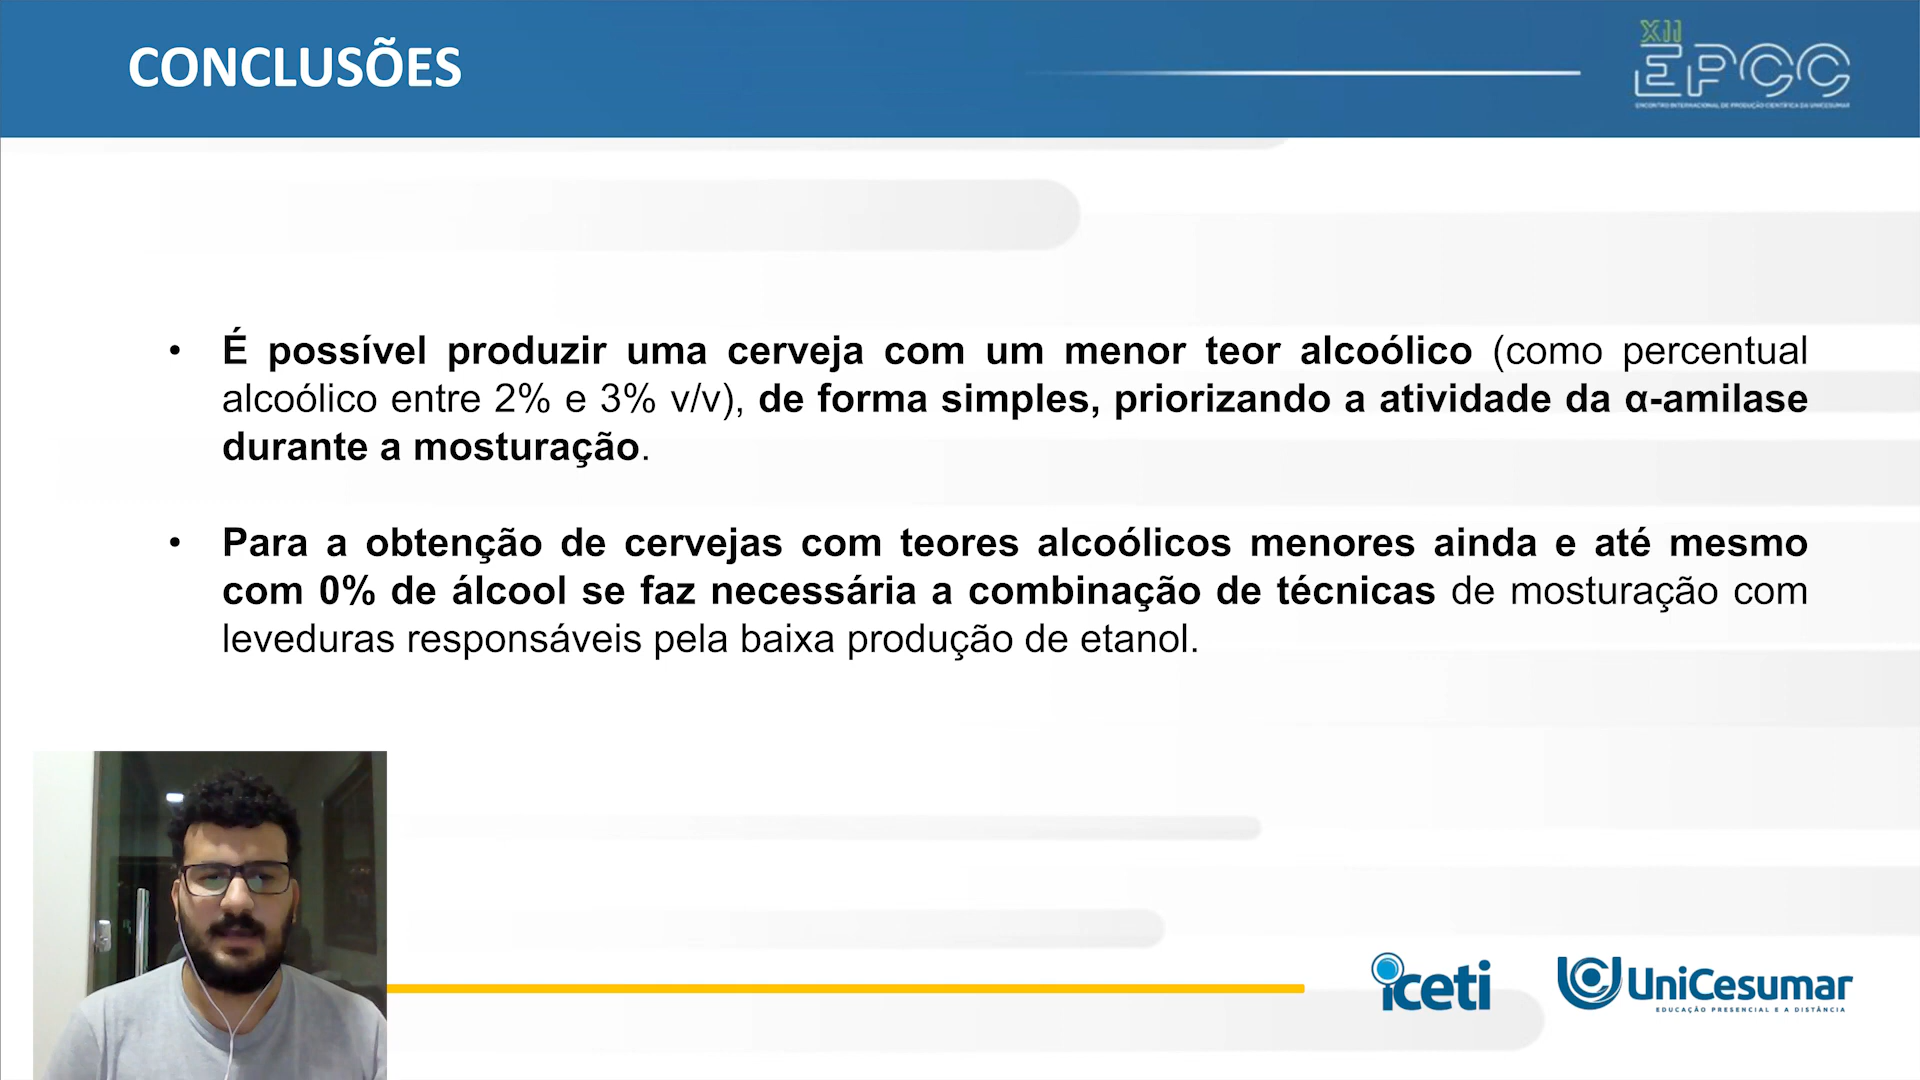 CONCLUSÕES
XII
EPCC
ENCONTRO INTERNACIONAL DE PRODUÇÃO CIENTÍFICA DA UNICESUMAR
• É possível produzir uma cerveja com um menor teor alcoólico (como percentual
alcoólico entre 2% e 3% v/v), de forma simples, priorizando a atividade da α-amilase
durante a mosturação.
• Para a obtenção de cervejas com teores alcoólicos menores ainda e até mesmo
com 0% de álcool se faz necessária a combinação de técnicas de mosturação com
leveduras responsáveis pela baixa produção de etanol.
iceti
UniCesumar
EDUCAÇÃO PRESENCIAL E A DISTÂNCIA